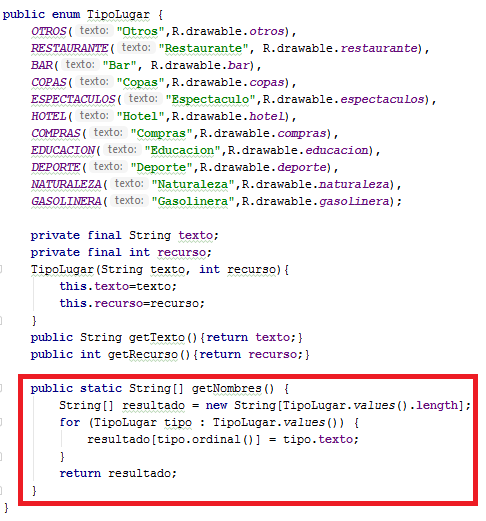 public enum TipoLugar {
OTROS( texto: "Otros",R.drawable.otros),
RESTAURANTE( texto: "Restaurante", R.drawable.restaurante),
BAR( texto: "Bar", R.drawable.bar),
COPAS( texto: "Copas",R.drawable.copas),
ESPECTACULOS( texto: "Espectaculo",R.drawable.espectaculos),
HOTEL( texto: "Hotel",R.drawable.hotel),
COMPRAS( texto: "Compras",R.drawable.compras),
EDUCACION( texto: "Educacion",R.drawable.educacion),
DEPORTE( texto: "Deporte",R.drawable.deporte),
NATURALEZA( texto: "Naturaleza",R.drawable.naturaleza),
GASOLINERA( texto: "Gasolinera",R.drawable.gasolinera);
private final String texto;
private final int recurso;
TipoLugar(String texto, int recurso){
this.texto=texto;
this.recurso=recurso;
}
public String getTexto(){return texto;}
public int getRecurso(){return recurso;}
public static String[] getNombres() {
String[] resultado = new String[TipoLugar.values().length];
for (TipoLugar tipo : TipoLugar.values()) {
resultado[tipo.ordinal()] = tipo.texto;
}
return resultado;
}
}